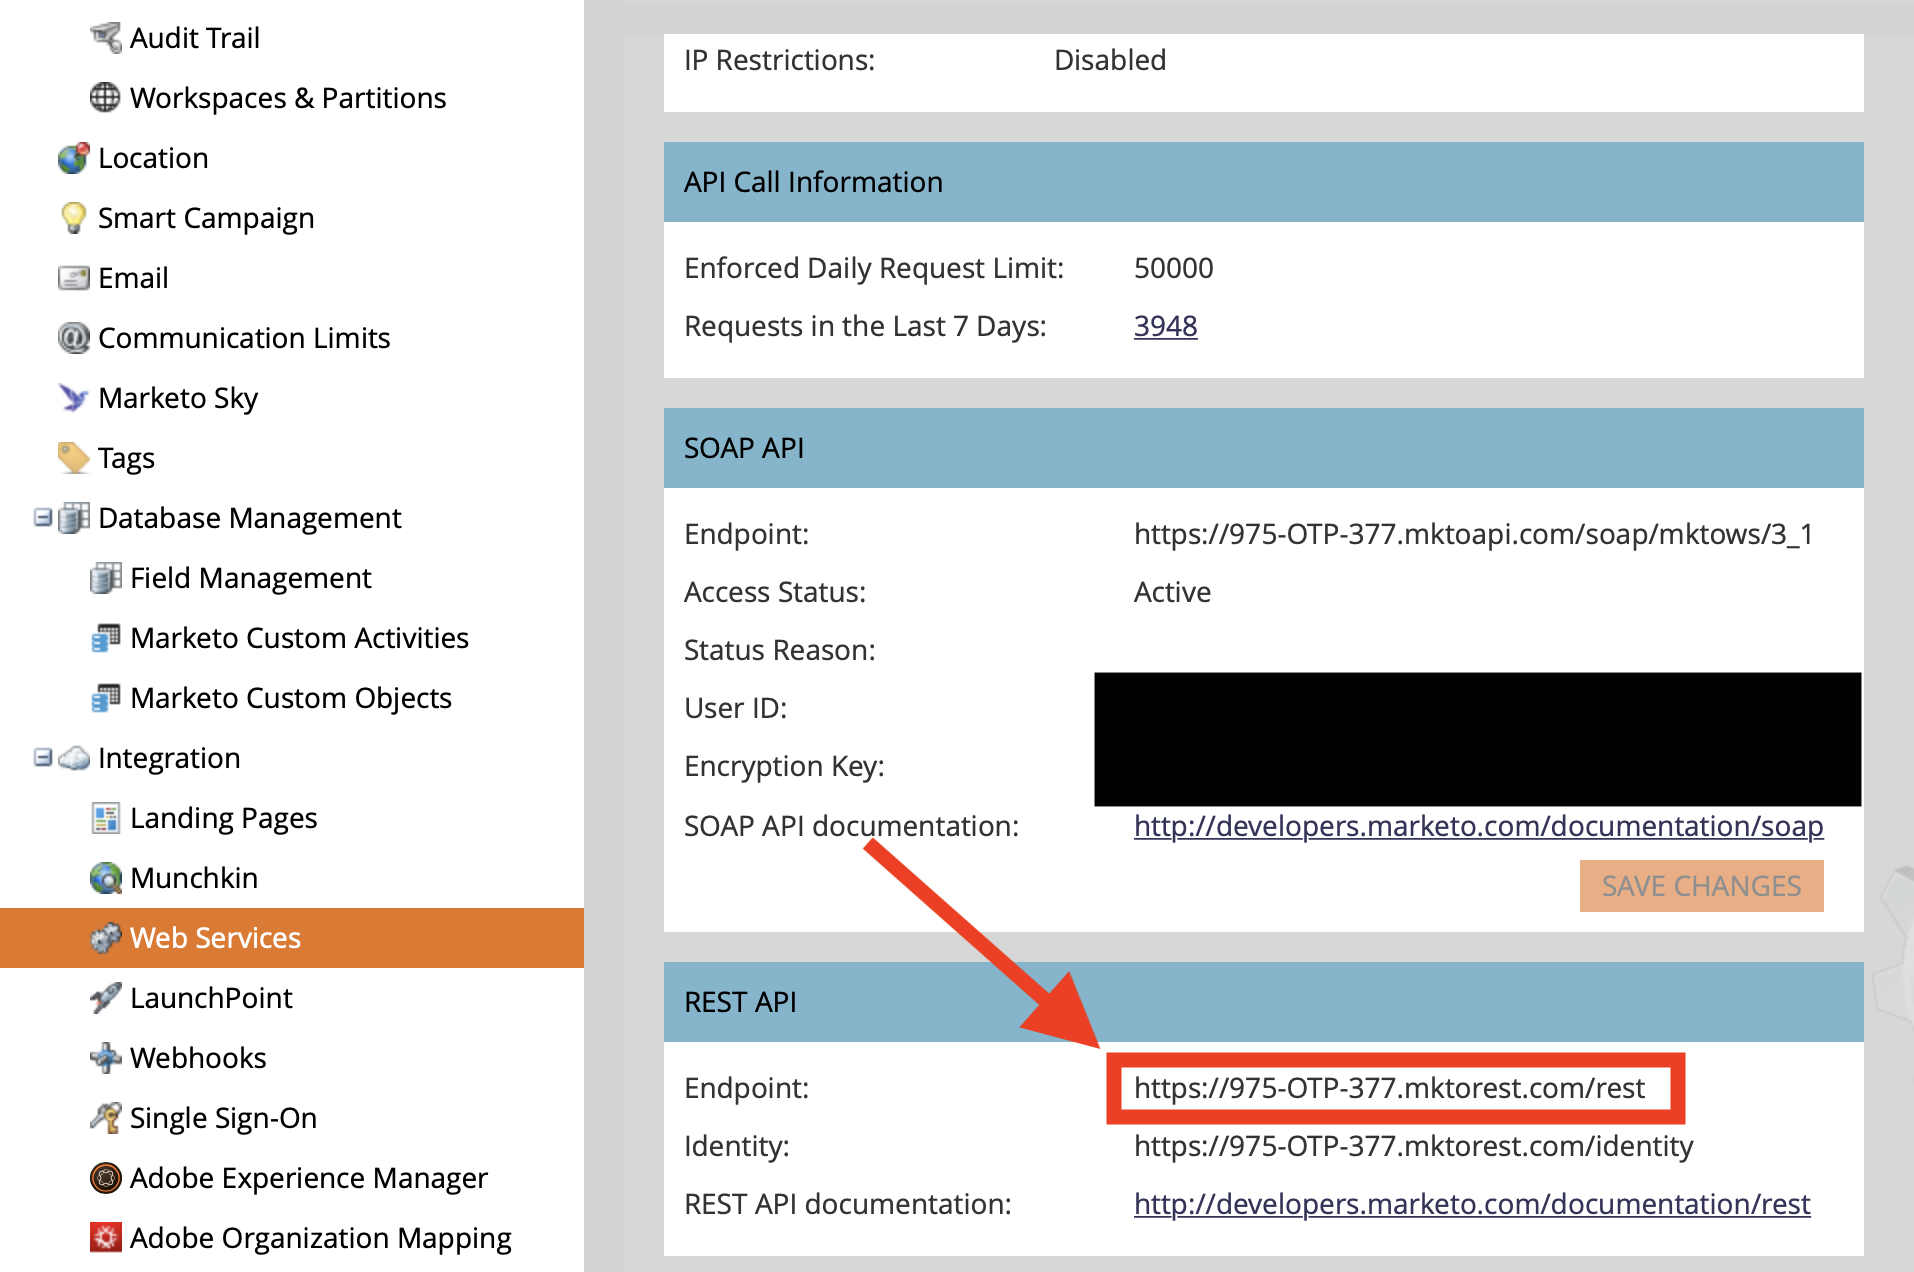 Audit Trail
Workspaces & Partitions
Location
Smart Campaign
Email
Communication Limits
Marketo Sky
Tags
Database Management
Field Management
Marketo Custom Activities
Marketo Custom Objects
Integration
Landing Pages
Munchkin
Web Services
LaunchPoint
Webhooks
Single Sign-On
Adobe Experience Manager
Adobe Organization Mapping
IP Restrictions: Disabled
API Call Information
Enforced Daily Request Limit: 50000
Requests in the Last 7 Days: 3948
SOAP API
Endpoint: https://975-OTP-377.mktoapi.com/soap/mktows/3_1
Access Status: Active
Status Reason:
User ID:
Encryption Key:
SOAP API documentation: http://developers.marketo.com/documentation/soap
SAVE CHANGES
REST API
Endpoint: https://975-OTP-377.mktorest.com/rest
Identity: https://975-OTP-377.mktorest.com/identity
REST API documentation: http://developers.marketo.com/documentation/rest